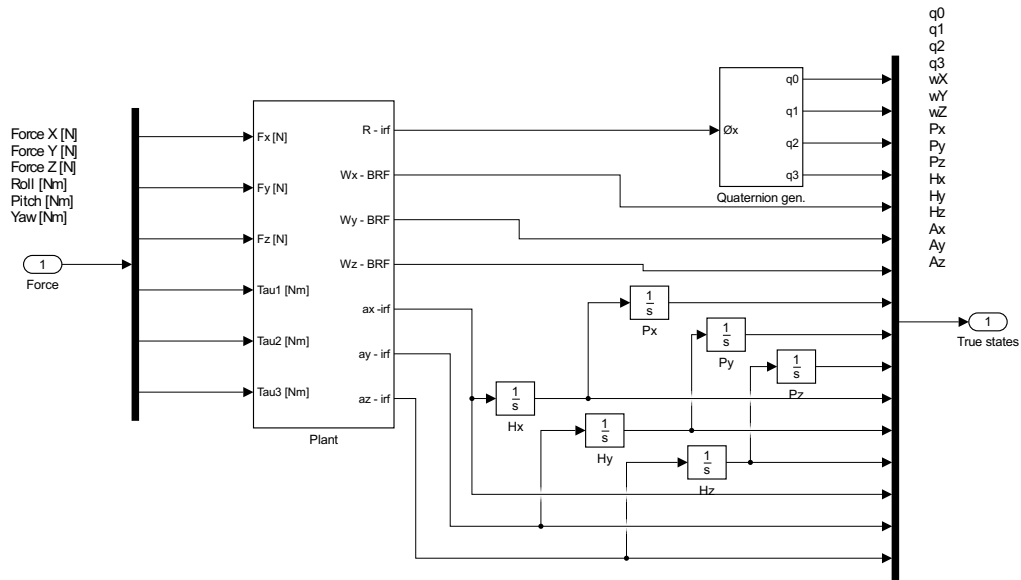 q0
q1
q2
q3
wX
wY
wZ
Px
Py
Pz
Hx
Hy
Hz
Ax
Ay
Az
Force X [N]
Force Y [N]
Force Z [N]
Roll [Nm]
Pitch [Nm]
Yaw [Nm]
1
Force
Fx [N]
Fy [N]
Fz [N]
Tau1 [Nm]
Tau2 [Nm]
Tau3 [Nm]
R - irf
Wx - BRF
Wy - BRF
Wz - BRF
ax -irf
ay - irf
az - irf
Plant
Øx
q0
q1
q2
q3
Quaternion gen.
1
s
Px
1
s
Py
1
s
Pz
1
s
Hx
1
s
Hy
1
s
Hz
1
True states